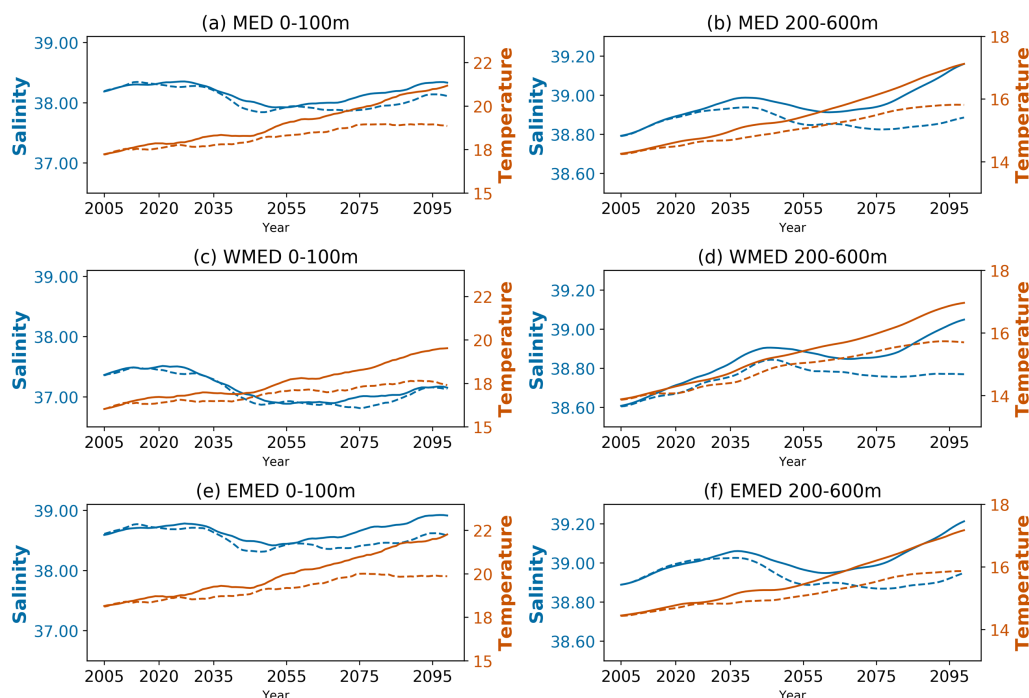 (a) MED 0-100m
39.00
38.00
37.00
Salinity
22
20
18
15
Temperature
2005 2020 2035 2055 2075 2095
Year
(b) MED 200-600m
39.20
39.00
38.80
38.60
Salinity
18
16
14
Temperature
2005 2020 2035 2055 2075 2095
Year
(c) WMED 0-100m
39.00
38.00
37.00
Salinity
22
20
18
15
Temperature
2005 2020 2035 2055 2075 2095
Year
(d) WMED 200-600m
39.20
39.00
38.80
38.60
Salinity
18
16
14
Temperature
2005 2020 2035 2055 2075 2095
Year
(e) EMED 0-100m
39.00
38.00
37.00
Salinity
22
20
18
15
Temperature
2005 2020 2035 2055 2075 2095
Year
(f) EMED 200-600m
39.20
39.00
38.80
38.60
Salinity
18
16
14
Temperature
2005 2020 2035 2055 2075 2095
Year